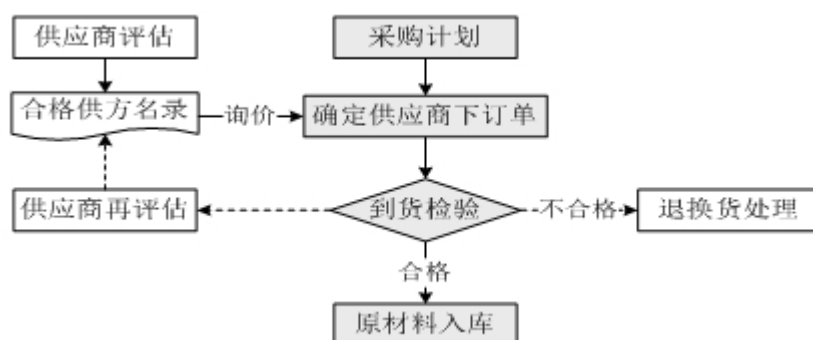 供应商评估
采购计划
合格供方名录
询价
确定供应商下订单
供应商再评估
到货检验
不合格
退换货处理
合格
原材料入库